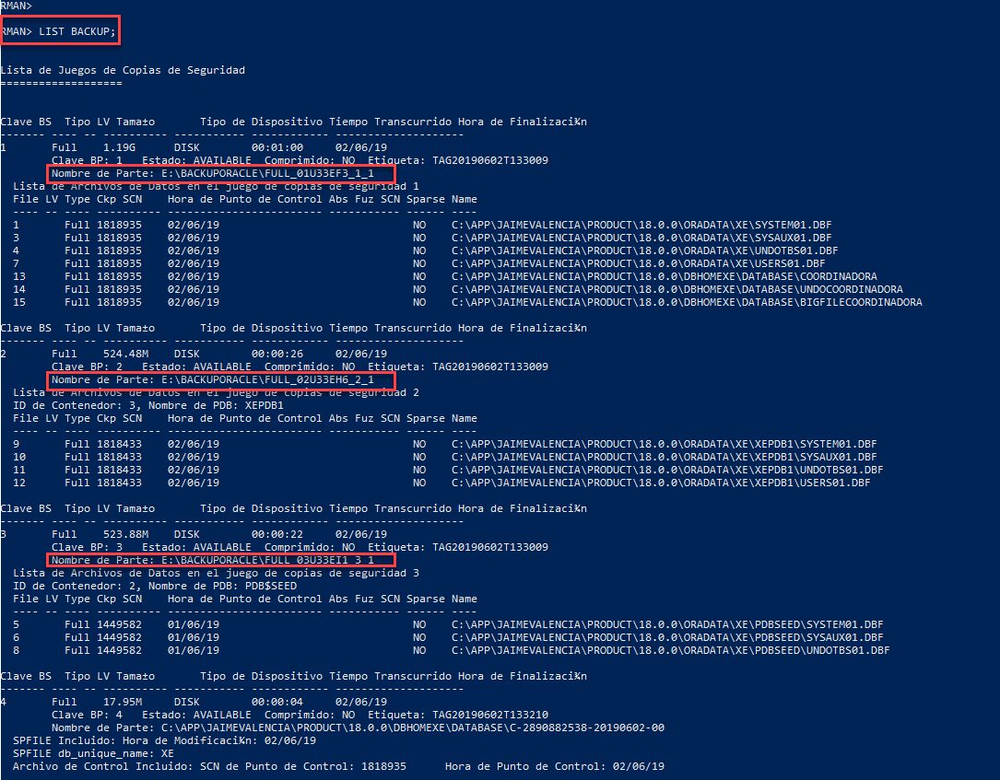 RMAN>
RMAN> LIST BACKUP;
Lista de Juegos de Copias de Seguridad
===================
Clave BS  Tipo LV Tama±o       Tipo de Dispositivo Tiempo Transcurrido Hora de Finalizaci¾n
------- ---- -- ---------- ----------- ------------ --------------------
1       Full    1.19G      DISK        00:01:00     02/06/19
        Clave BP: 1   Estado: AVAILABLE  Comprimido: NO  Etiqueta: TAG20190602T133009
        Nombre de Parte: E:\BACKUPORACLE\FULL_01U33EF3_1_1
  Lista de Archivos de Datos en el juego de copias de seguridad 1
  File LV Type Ckp SCN    Hora de Punto de Control Abs Fuz SCN Sparse Name
  ---- -- ---- ---------- ------------------------ ----------- ------ ----
  1       Full 1818935    02/06/19                              NO    C:\APP\JAIMEVALENCIA\PRODUCT\18.0.0\ORADATA\XE\SYSTEM01.DBF
  3       Full 1818935    02/06/19                              NO    C:\APP\JAIMEVALENCIA\PRODUCT\18.0.0\ORADATA\XE\SYSAUX01.DBF
  4       Full 1818935    02/06/19                              NO    C:\APP\JAIMEVALENCIA\PRODUCT\18.0.0\ORADATA\XE\UNDOTBS01.DBF
  7       Full 1818935    02/06/19                              NO    C:\APP\JAIMEVALENCIA\PRODUCT\18.0.0\ORADATA\XE\USERS01.DBF
  13      Full 1818935    02/06/19                              NO    C:\APP\JAIMEVALENCIA\PRODUCT\18.0.0\DBHOMEXE\DATABASE\COORDINADORA
  14      Full 1818935    02/06/19                              NO    C:\APP\JAIMEVALENCIA\PRODUCT\18.0.0\DBHOMEXE\DATABASE\UNDOCOORDINADORA
  15      Full 1818935    02/06/19                              NO    C:\APP\JAIMEVALENCIA\PRODUCT\18.0.0\DBHOMEXE\DATABASE\BIGFILECOORDINADORA
Clave BS  Tipo LV Tama±o       Tipo de Dispositivo Tiempo Transcurrido Hora de Finalizaci¾n
------- ---- -- ---------- ----------- ------------ --------------------
2       Full    524.48M    DISK        00:00:26     02/06/19
        Clave BP: 2   Estado: AVAILABLE  Comprimido: NO  Etiqueta: TAG20190602T133009
        Nombre de Parte: E:\BACKUPORACLE\FULL_02U33EH6_2_1
  Lista de Archivos de Datos en el juego de copias de seguridad 2
  ID de Contenedor: 3, Nombre de PDB: XEPDB1
  File LV Type Ckp SCN    Hora de Punto de Control Abs Fuz SCN Sparse Name
  ---- -- ---- ---------- ------------------------ ----------- ------ ----
  9       Full 1818433    02/06/19                              NO    C:\APP\JAIMEVALENCIA\PRODUCT\18.0.0\ORADATA\XE\XEPDB1\SYSTEM01.DBF
  10      Full 1818433    02/06/19                              NO    C:\APP\JAIMEVALENCIA\PRODUCT\18.0.0\ORADATA\XE\XEPDB1\SYSAUX01.DBF
  11      Full 1818433    02/06/19                              NO    C:\APP\JAIMEVALENCIA\PRODUCT\18.0.0\ORADATA\XE\XEPDB1\UNDOTBS01.DBF
  12      Full 1818433    02/06/19                              NO    C:\APP\JAIMEVALENCIA\PRODUCT\18.0.0\ORADATA\XE\XEPDB1\USERS01.DBF
Clave BS  Tipo LV Tama±o       Tipo de Dispositivo Tiempo Transcurrido Hora de Finalizaci¾n
------- ---- -- ---------- ----------- ------------ --------------------
3       Full    523.88M    DISK        00:00:22     02/06/19
        Clave BP: 3   Estado: AVAILABLE  Comprimido: NO  Etiqueta: TAG20190602T133009
        Nombre de Parte: E:\BACKUPORACLE\FULL_03U33EI1_3_1
  Lista de Archivos de Datos en el juego de copias de seguridad 3
  ID de Contenedor: 2, Nombre de PDB: PDB$SEED
  File LV Type Ckp SCN    Hora de Punto de Control Abs Fuz SCN Sparse Name
  ---- -- ---- ---------- ------------------------ ----------- ------ ----
  5       Full 1449582    01/06/19                              NO    C:\APP\JAIMEVALENCIA\PRODUCT\18.0.0\ORADATA\XE\PDBSEED\SYSTEM01.DBF
  6       Full 1449582    01/06/19                              NO    C:\APP\JAIMEVALENCIA\PRODUCT\18.0.0\ORADATA\XE\PDBSEED\SYSAUX01.DBF
  8       Full 1449582    01/06/19                              NO    C:\APP\JAIMEVALENCIA\PRODUCT\18.0.0\ORADATA\XE\PDBSEED\UNDOTBS01.DBF
Clave BS  Tipo LV Tama±o       Tipo de Dispositivo Tiempo Transcurrido Hora de Finalizaci¾n
------- ---- -- ---------- ----------- ------------ --------------------
4       Full    17.95M     DISK        00:00:04     02/06/19
        Clave BP: 4   Estado: AVAILABLE  Comprimido: NO  Etiqueta: TAG20190602T133210
        Nombre de Parte: C:\APP\JAIMEVALENCIA\PRODUCT\18.0.0\DBHOMEXE\DATABASE\C-2890882538-20190602-00
  SPFILE Incluido: Hora de Modificaci¾n: 02/06/19
  SPFILE db_unique_name: XE
  Archivo de Control Incluido: SCN de Punto de Control: 1818935      Hora de Punto de Control: 02/06/19